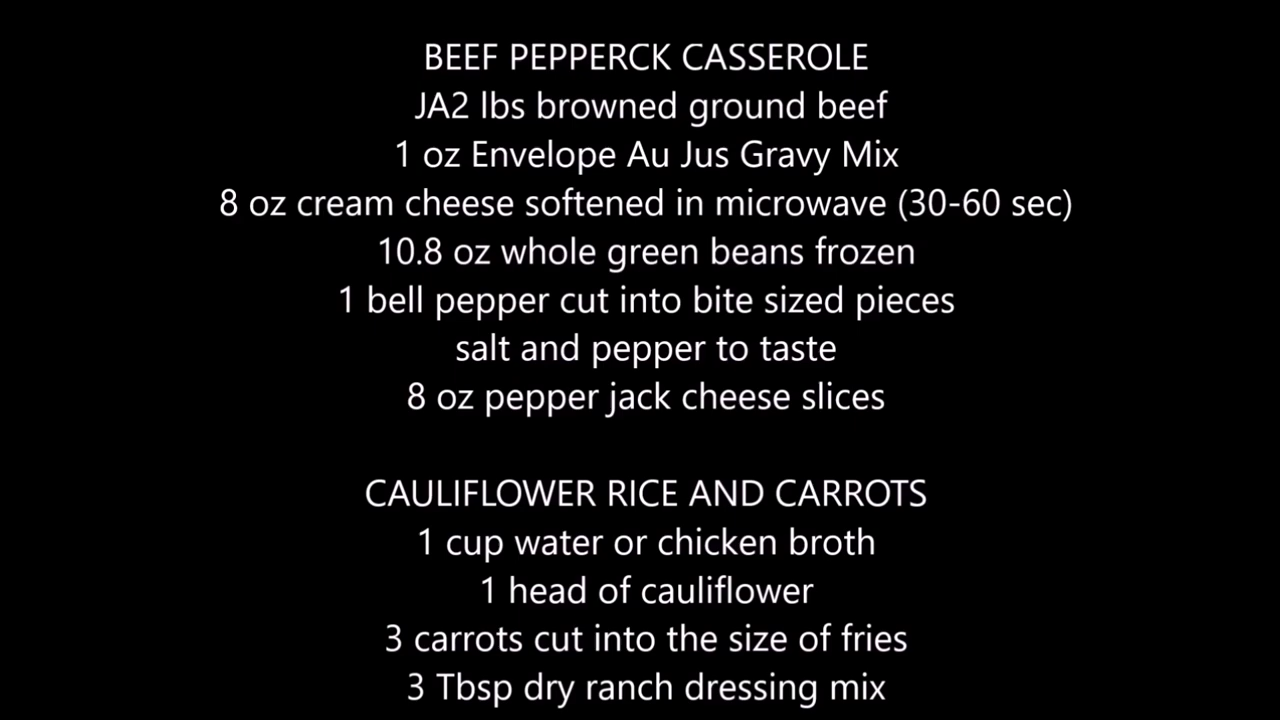 BEEF PEPPERCK CASSEROLE
JA2 lbs browned ground beef
1 oz Envelope Au Jus Gravy Mix
8 oz cream cheese softened in microwave (30-60 sec)
10.8 oz whole green beans frozen
1 bell pepper cut into bite sized pieces
salt and pepper to taste
8 oz pepper jack cheese slices
CAULIFLOWER RICE AND CARROTS
1 cup water or chicken broth
1 head of cauliflower
3 carrots cut into the size of fries
3 Tbsp dry ranch dressing mix